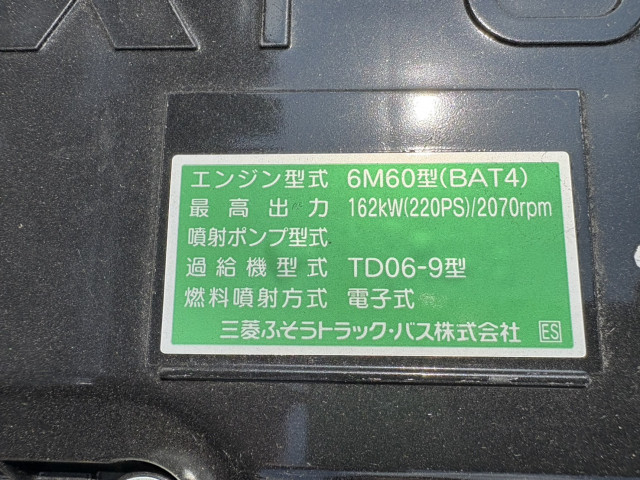 エンジン型式 6M60型(BAT4)
最高出力 162kW(220PS)/2070rpm
噴射ポンプ型式
過給機型式 TD06-9型
燃料噴射方式 電子式
三菱ふそうトラック・バス株式会社 ES